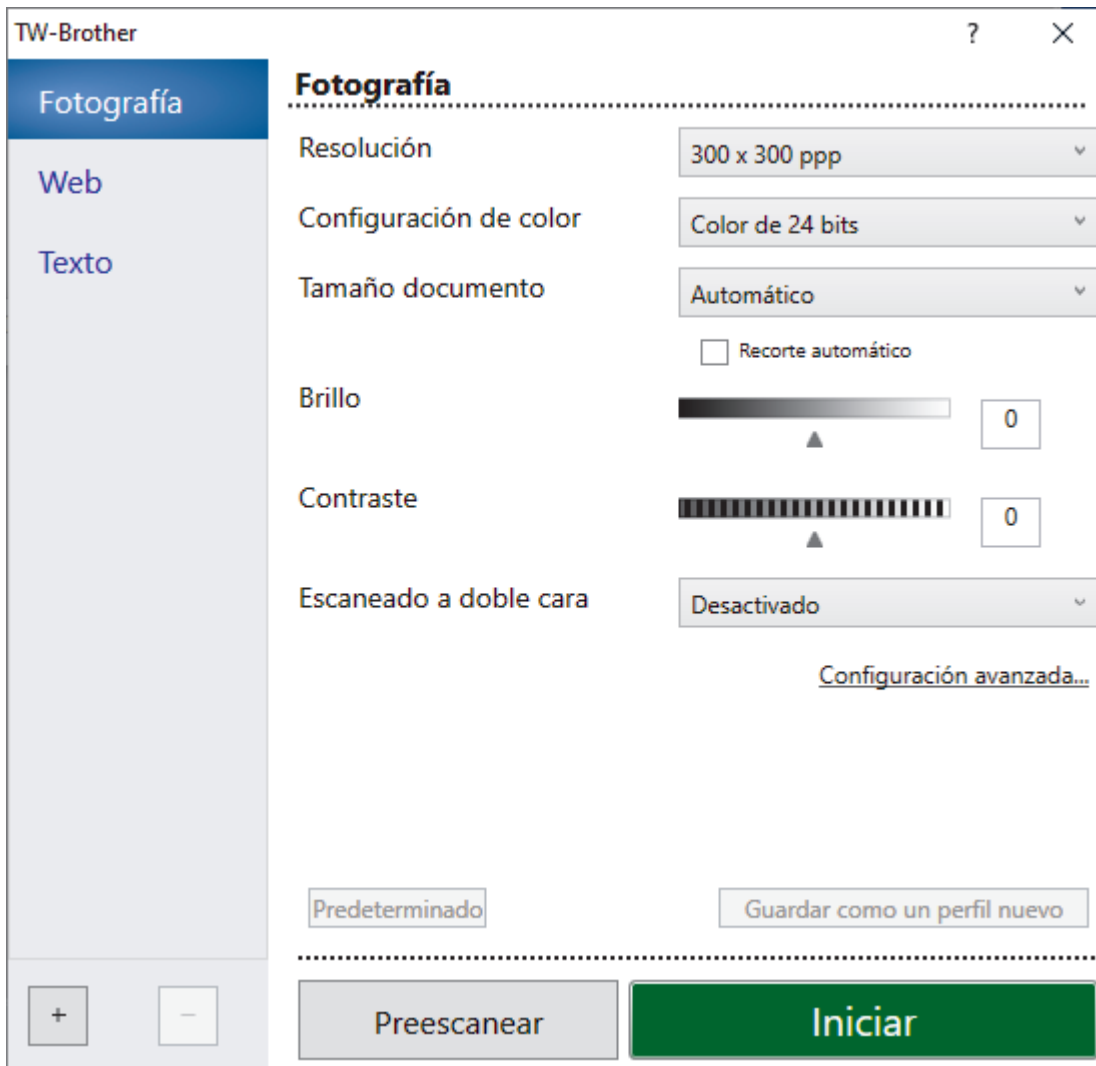 TW-Brother
?
Fotografía
Web
Texto
Fotografía
Resolución
300 x 300 ppp
Configuración de color
Color de 24 bits
Tamaño documento
Automático
Recorte automático
Brillo
0
Contraste
0
Escaneado a doble cara
Desactivado
Configuración avanzada...
Predeterminado
Guardar como un perfil nuevo
+
−
Preescanear
Iniciar